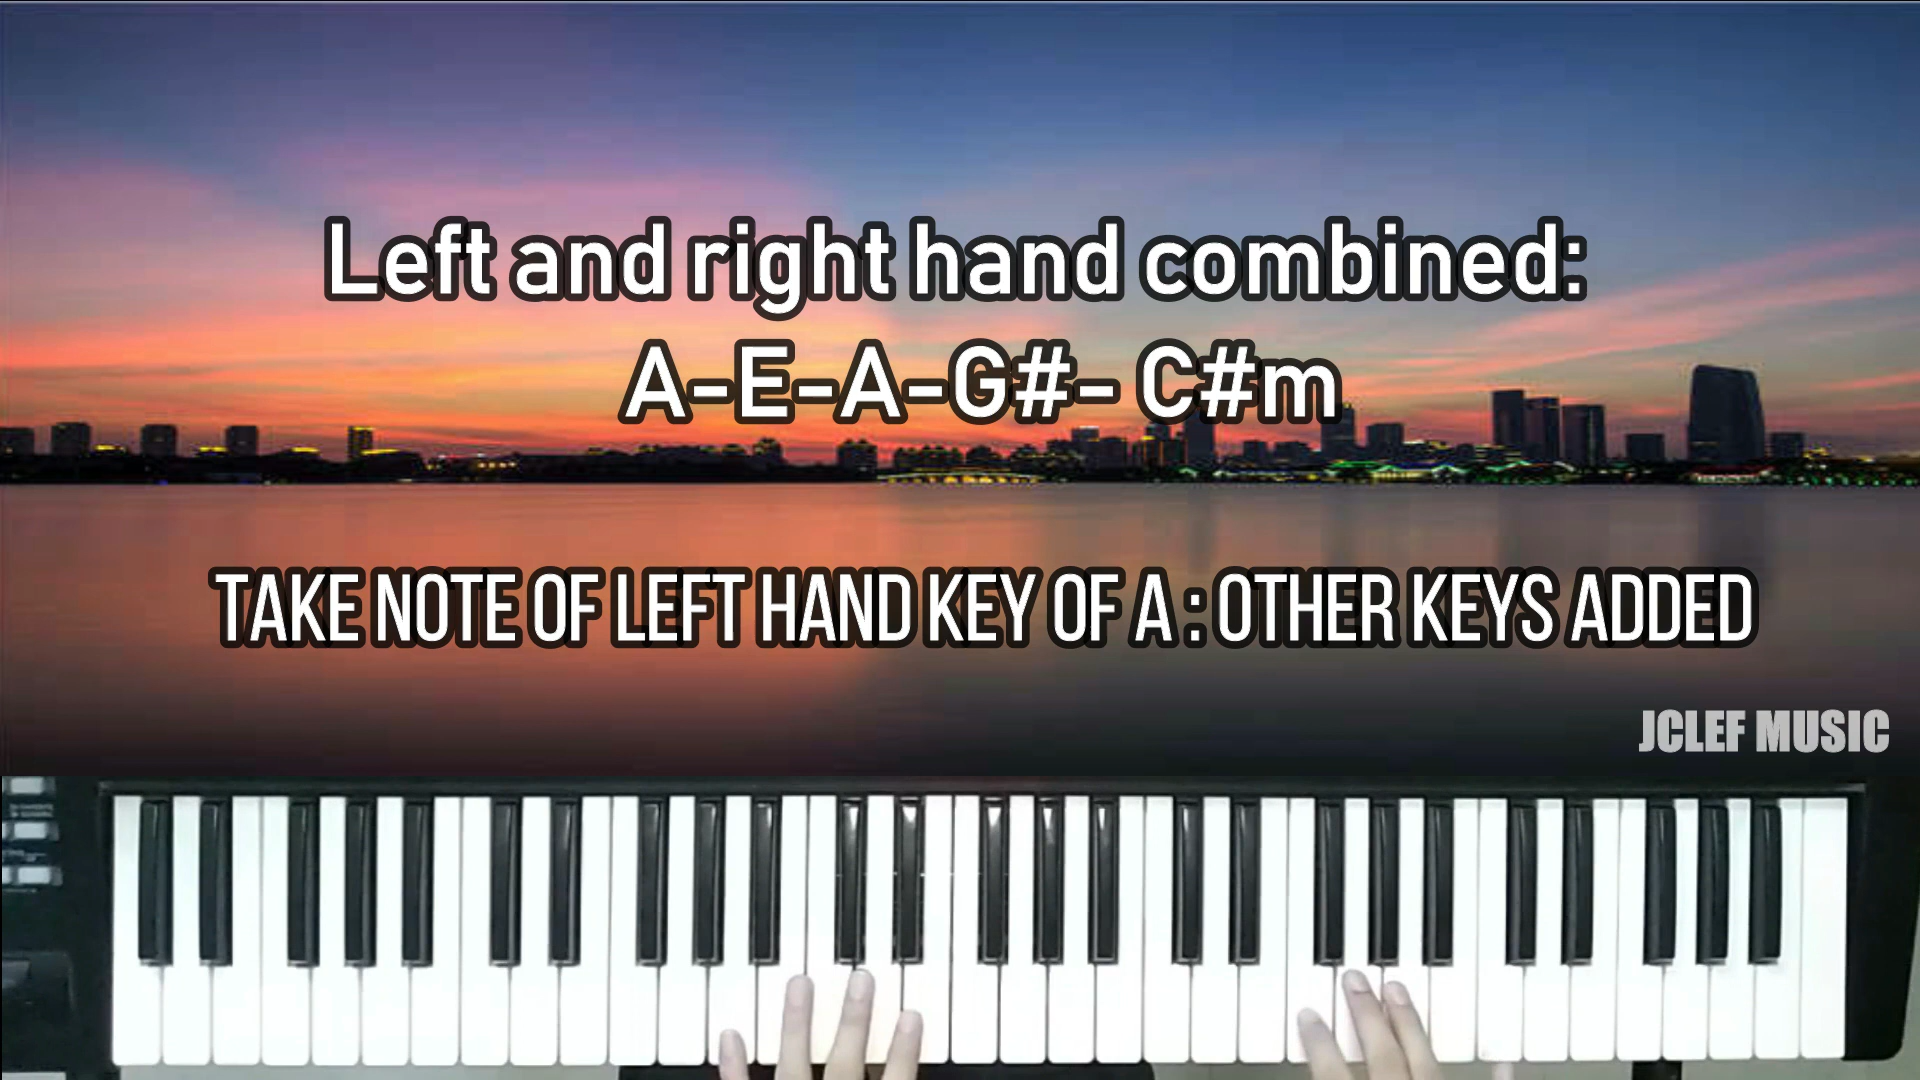 Left and right hand combined:
A-E-A-G#- C#m
TAKE NOTE OF LEFT HAND KEY OF A : OTHER KEYS ADDED
JCLEF MUSIC